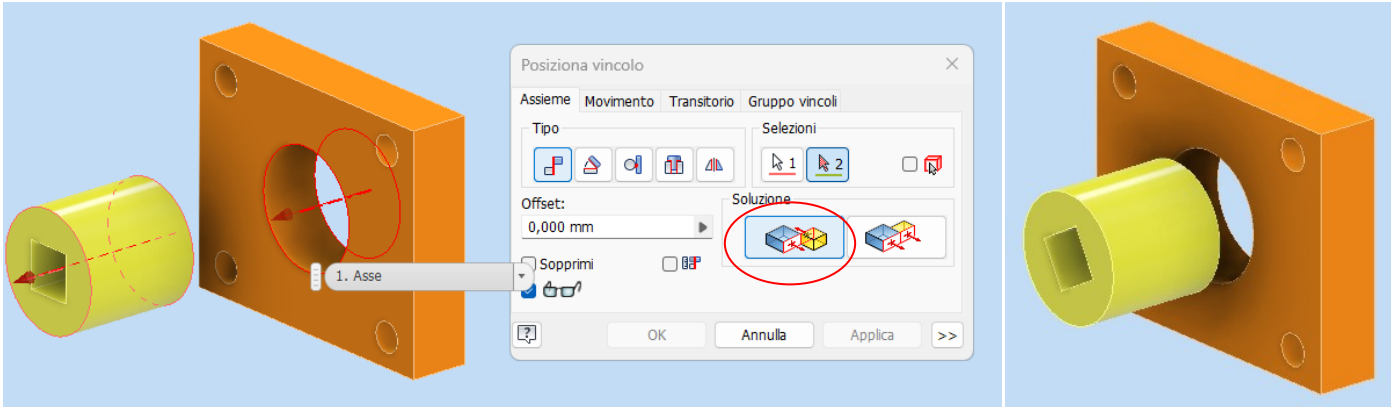 Posiziona vincolo
Assieme Movimento Transitorio Gruppo vincoli
Tipo
Selezioni
1 2
Offset:
0,000 mm
Soluzione
Sopprimi
1. Asse
?
OK Annulla Applica >>